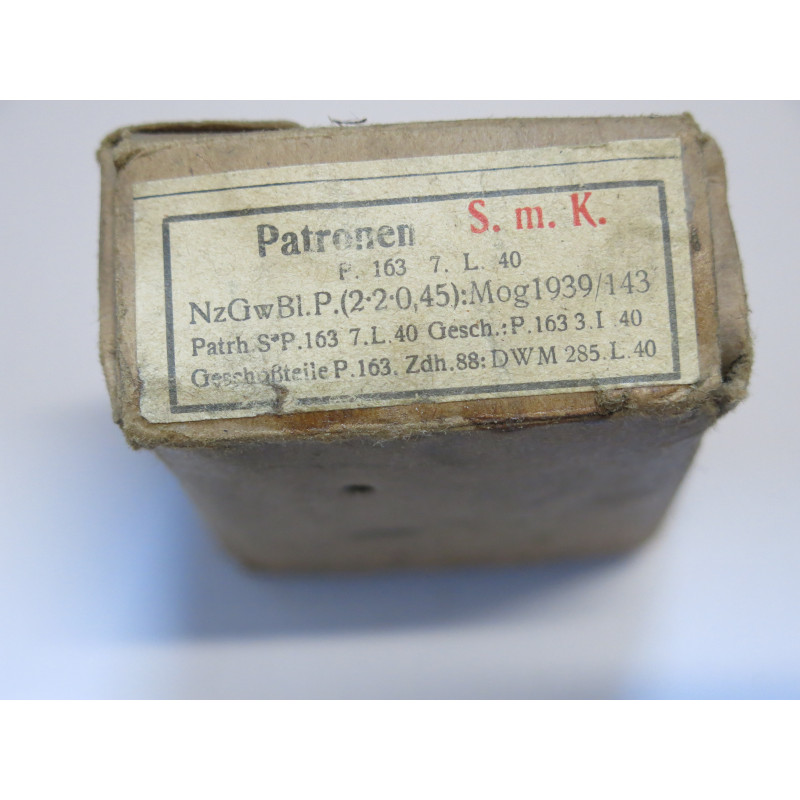 Patronen S. m. K.
P. 163 7. L. 40
NzGwBl.P.(2·2·0,45):Mog1939/143
Patrh.S*P.163 7.L.40 Gesch.:P.163 3.I 40
Geschoßteile P.163. Zdh.88: DWM 285.L.40